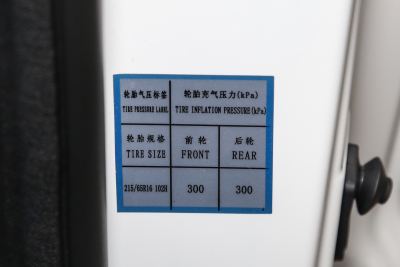 轮胎气压标签 轮胎充气压力(kPa)
TIRE PRESSURE LABEL TIRE INFLATION PRESSURE(kPa)
轮胎规格 前轮 后轮
TIRE SIZE FRONT REAR
215/65R16 102H 300 300